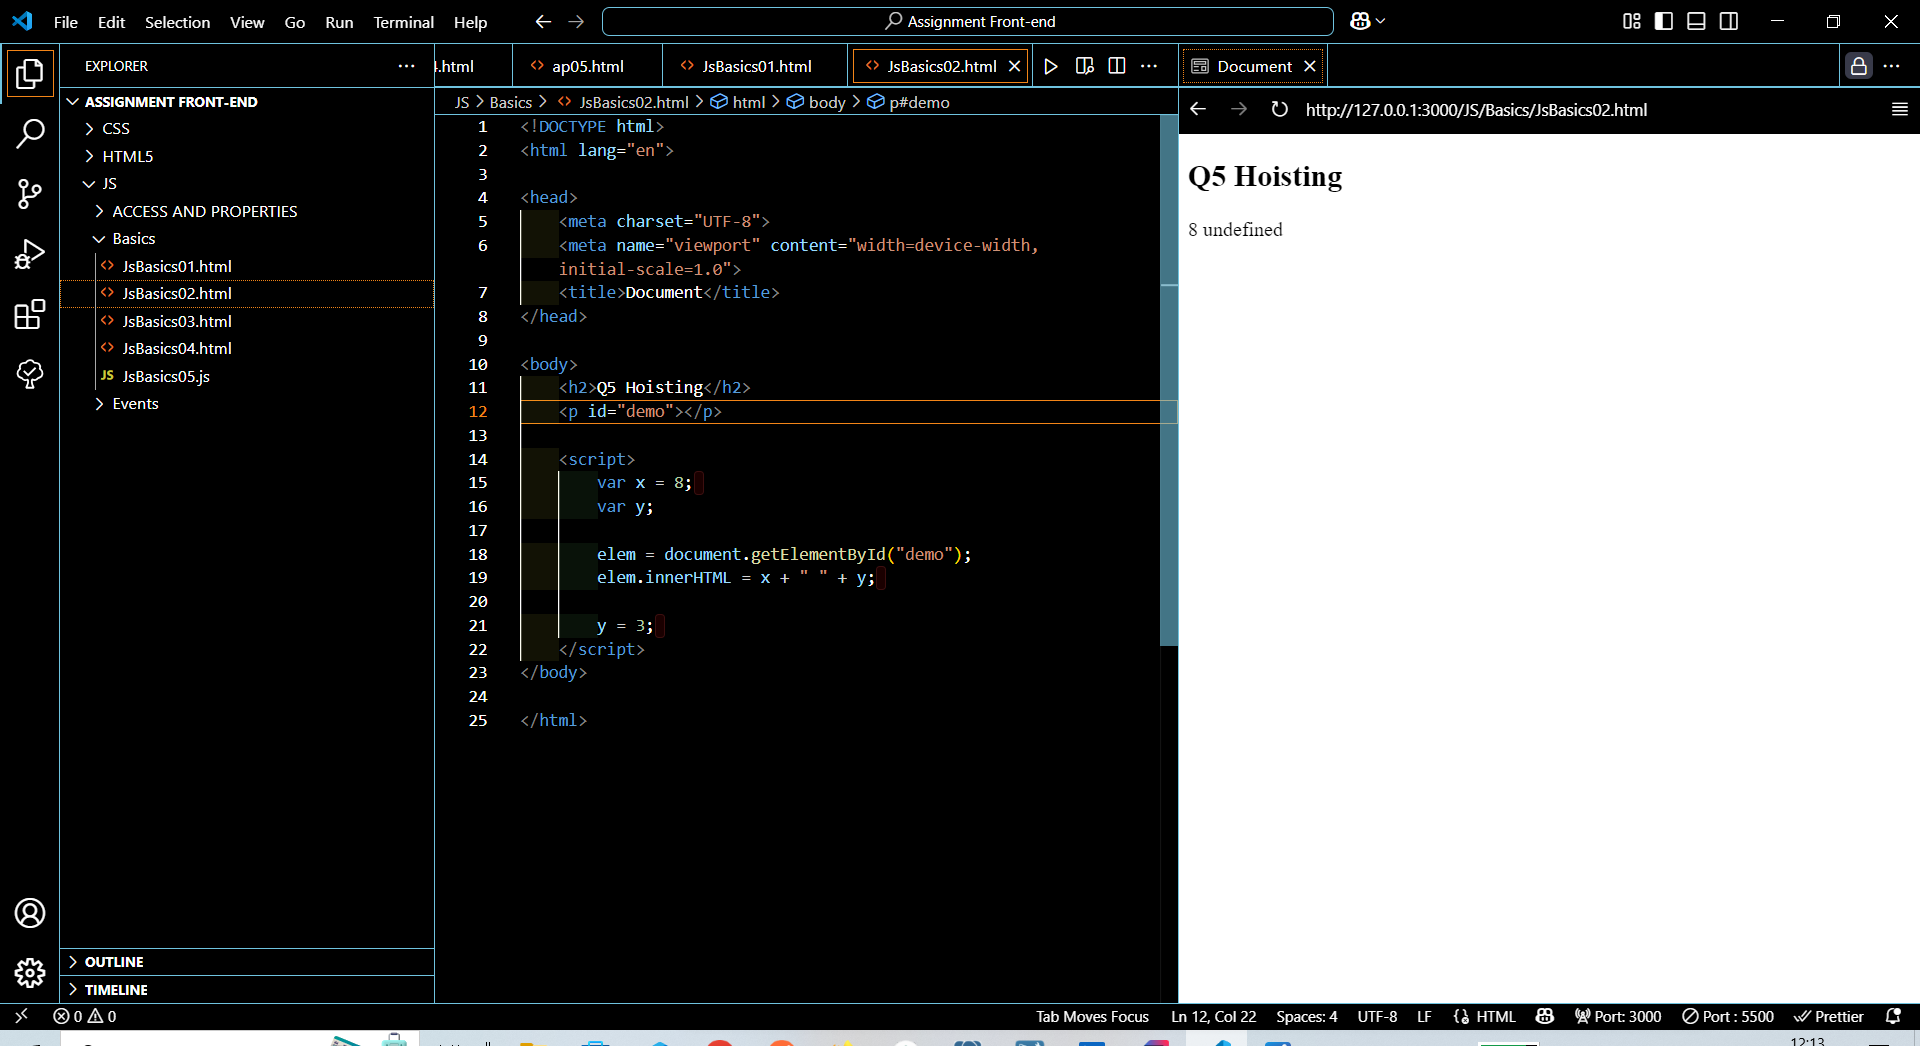 File Edit Selection View Go Run Terminal Help
Assignment Front-end
EXPLORER
ASSIGNMENT FRONT-END
CSS
HTML5
JS
ACCESS AND PROPERTIES
Basics
JsBasics01.html
JsBasics02.html
JsBasics03.html
JsBasics04.html
JS JsBasics05.js
Events
OUTLINE
TIMELINE
.html ap05.html JsBasics01.html JsBasics02.html
JS > Basics > JsBasics02.html > html > body > p#demo
1 <!DOCTYPE html>
2 <html lang="en">
3
4 <head>
5 <meta charset="UTF-8">
6 <meta name="viewport" content="width=device-width,
initial-scale=1.0">
7 <title>Document</title>
8 </head>
9
10 <body>
11 <h2>Q5 Hoisting</h2>
12 <p id="demo"></p>
13
14 <script>
15 var x = 8;
16 var y;
17
18 elem = document.getElementById("demo");
19 elem.innerHTML = x + " " + y;
20
21 y = 3;
22 </script>
23 </body>
24
25 </html>
Document
http://127.0.0.1:3000/JS/Basics/JsBasics02.html
Q5 Hoisting
8 undefined
0 0
Tab Moves Focus Ln 12, Col 22 Spaces: 4 UTF-8 LF HTML Port: 3000 Port : 5500 Prettier
12:13